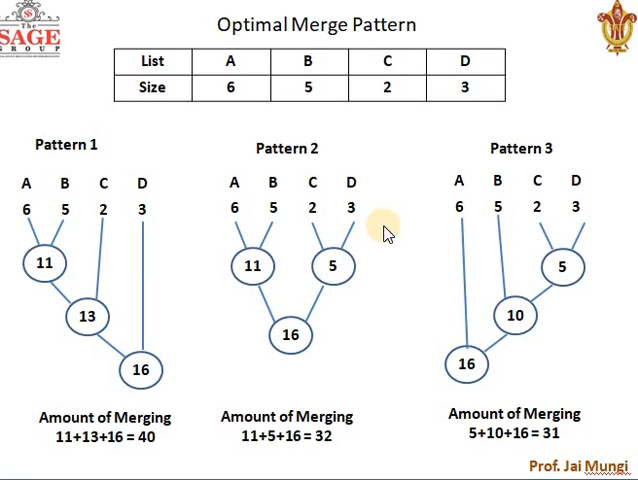 The
SAGE
GROUP
Optimal Merge Pattern
List A B C D
Size 6 5 2 3
Pattern 1
A B C D
6 5 2 3
11
13
16
Amount of Merging
11+13+16 = 40
Pattern 2
A B C D
6 5 2 3
11 5
16
Amount of Merging
11+5+16 = 32
Pattern 3
A B C D
6 5 2 3
5
10
16
Amount of Merging
5+10+16 = 31
Prof. Jai Mungi